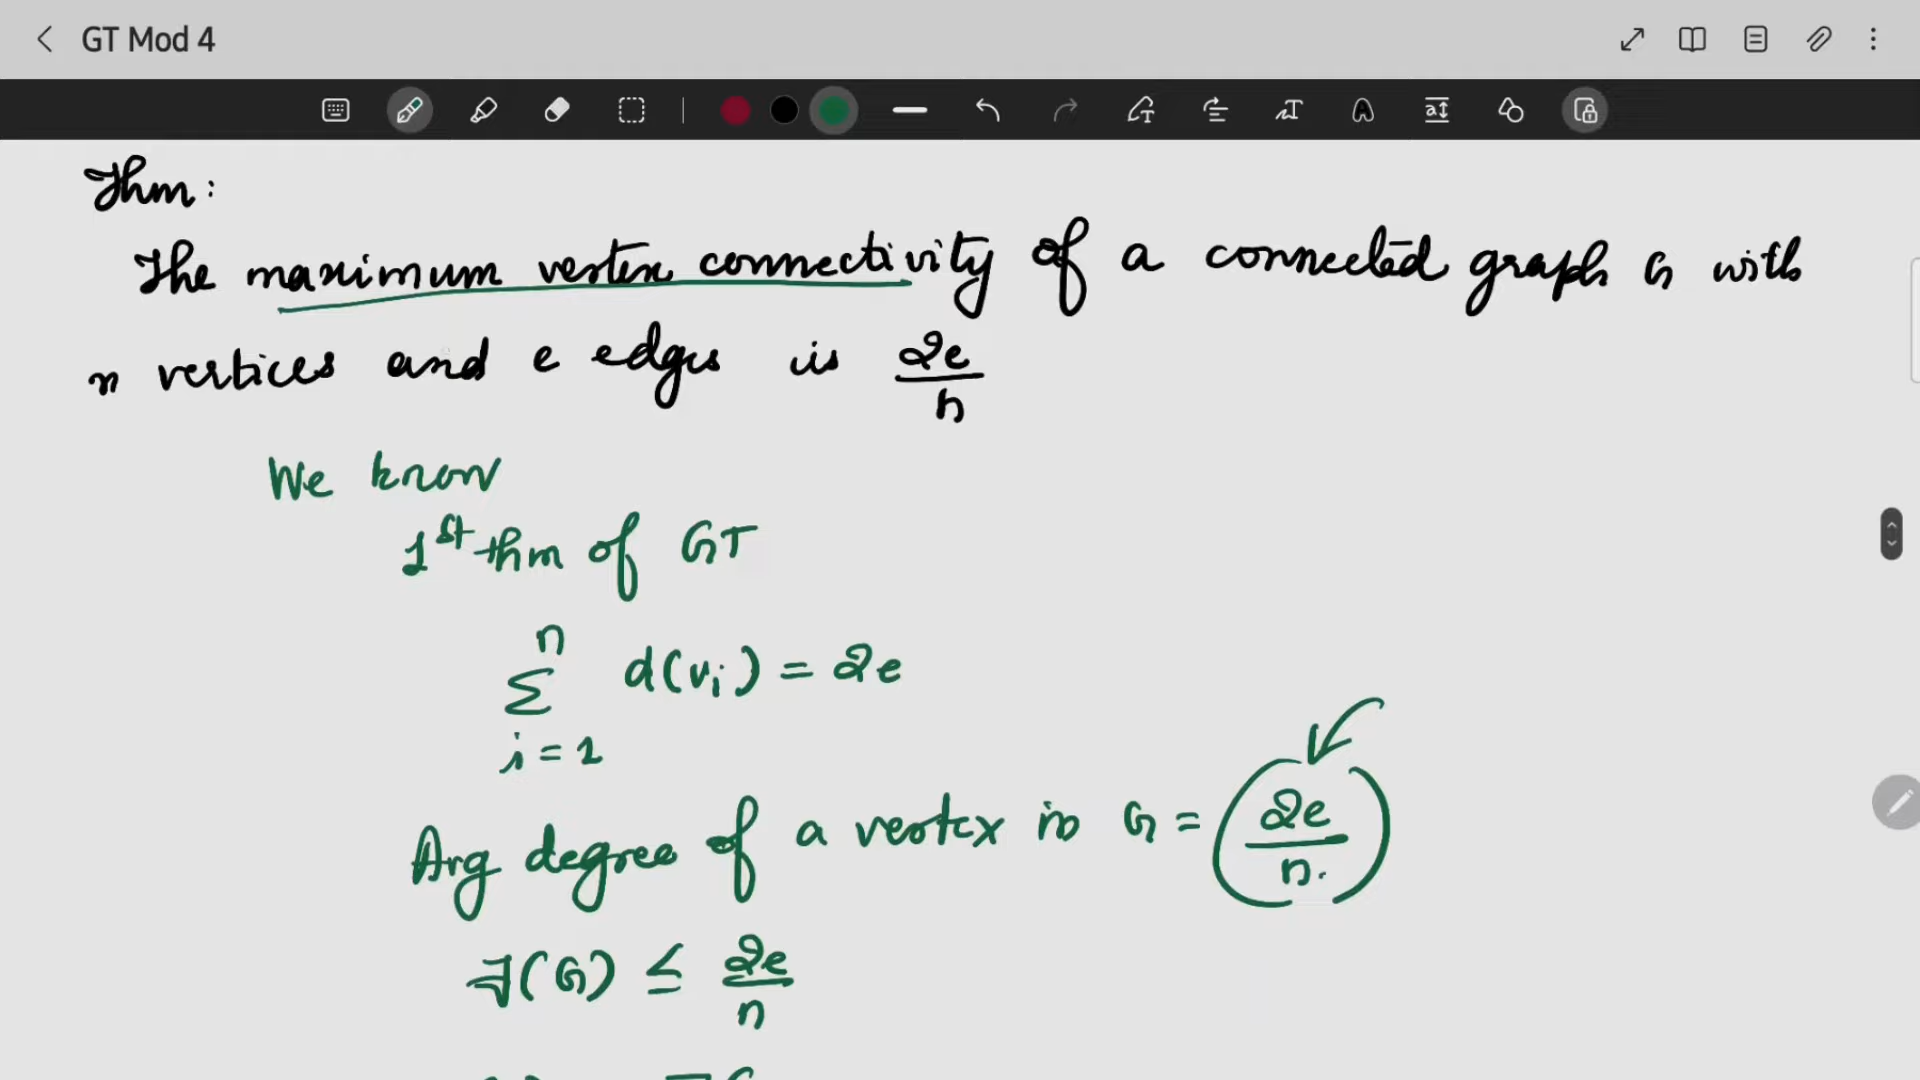 GT Mod 4
Thm:
The maximum vertex connectivity of a connected graph G with
n vertices and e edges is 2e/n
We know
1st thm of GT
n
Σ d(vi) = 2e
i = 1
Avg degree of a vertex in G = 2e/n.
(G) ≤ 2e/n